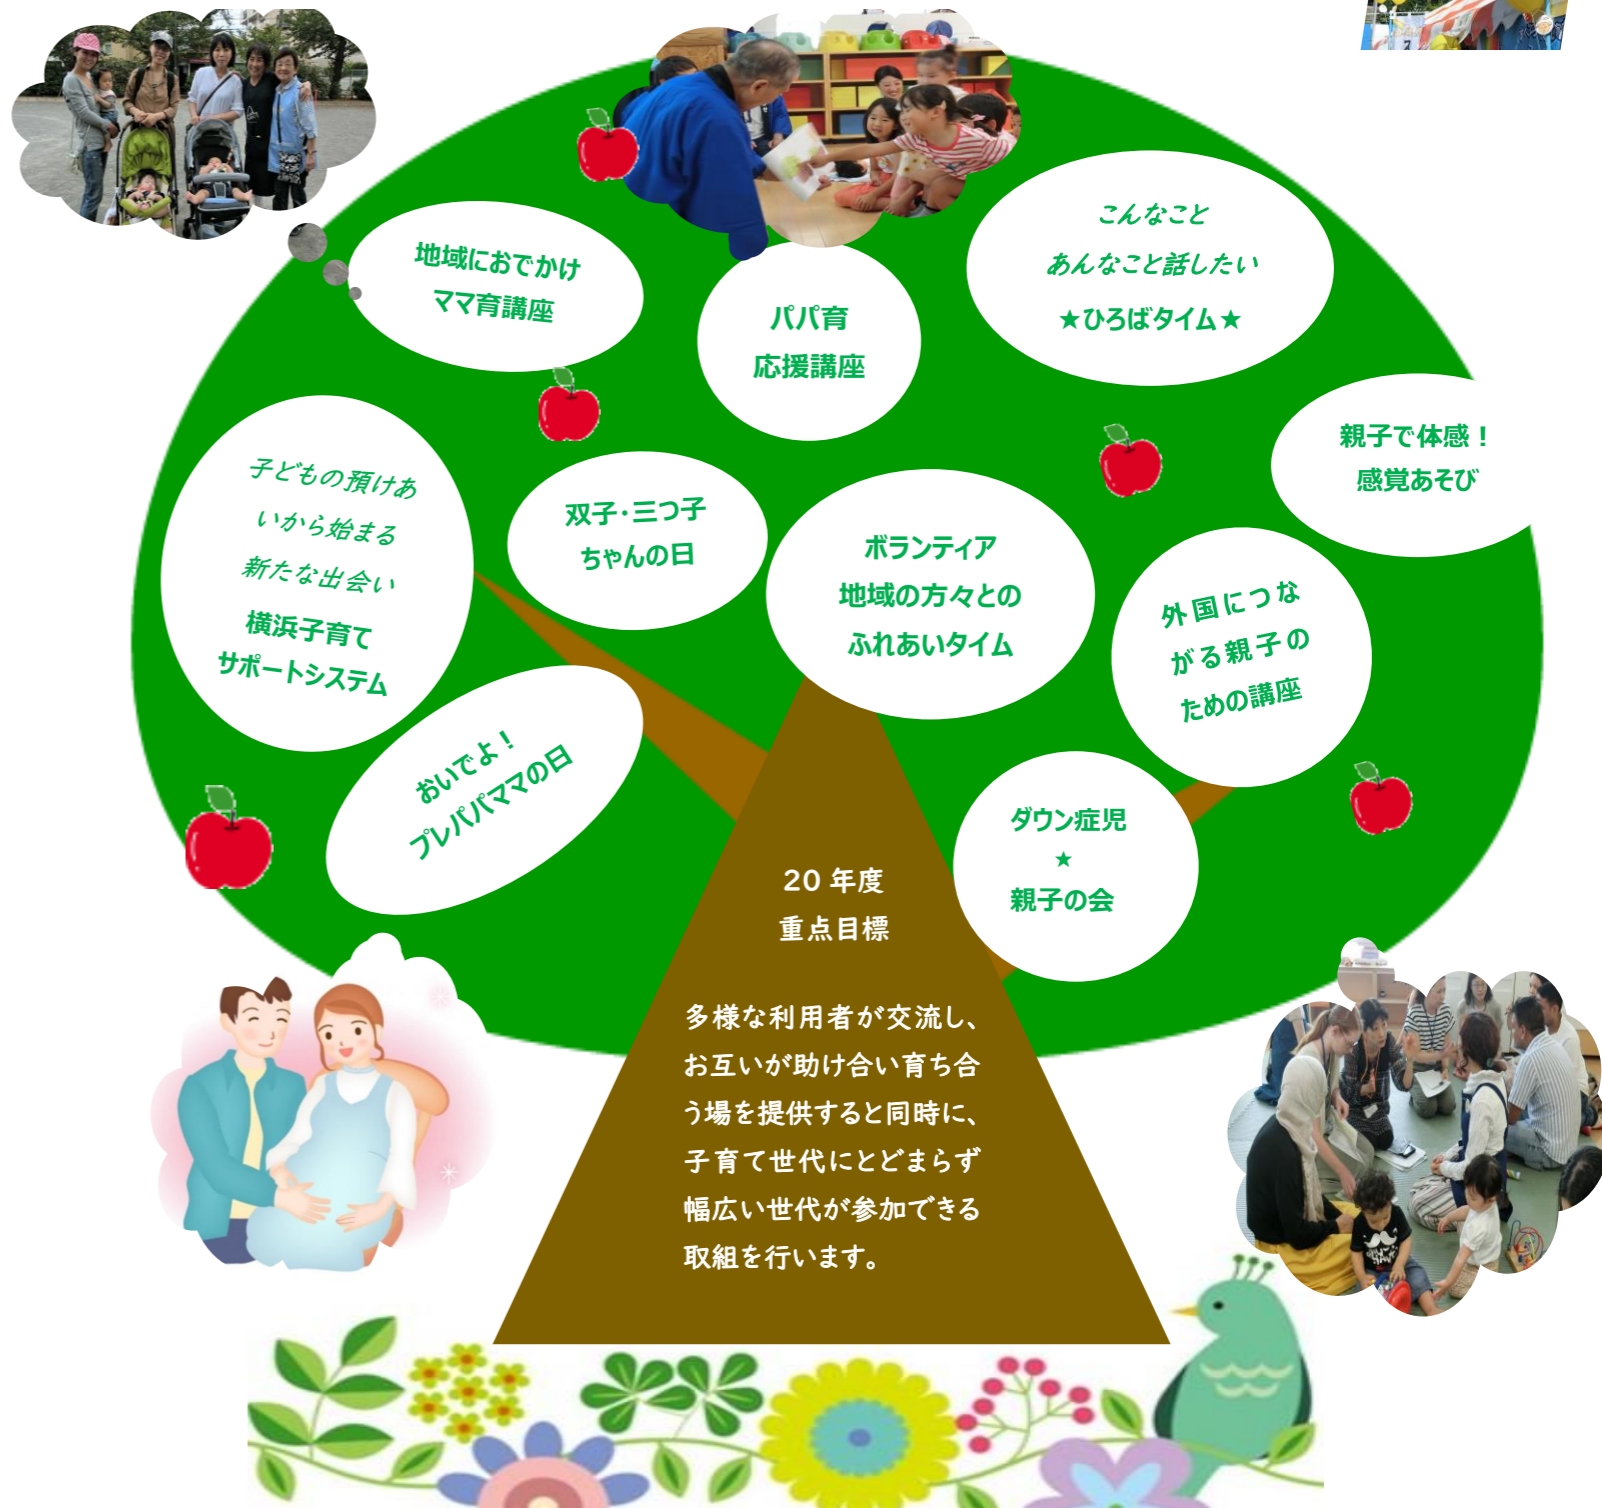 地域におでかけ
ママ育講座
パパ育
応援講座
こんなこと
あんなこと話したい
★ひろばタイム★
親子で体感！
感覚あそび
子どもの預けあ
いから始まる
新たな出会い
横浜子育て
サポートシステム
双子・三つ子
ちゃんの日
ボランティア
地域の方々との
ふれあいタイム
外国につな
がる親子の
ための講座
おいでよ！
プレパパママの日
ダウン症児
★
親子の会
20 年度
重点目標
多様な利用者が交流し、
お互いが助け合い育ち合
う場を提供すると同時に、
子育て世代にとどまらず
幅広い世代が参加できる
取組を行います。